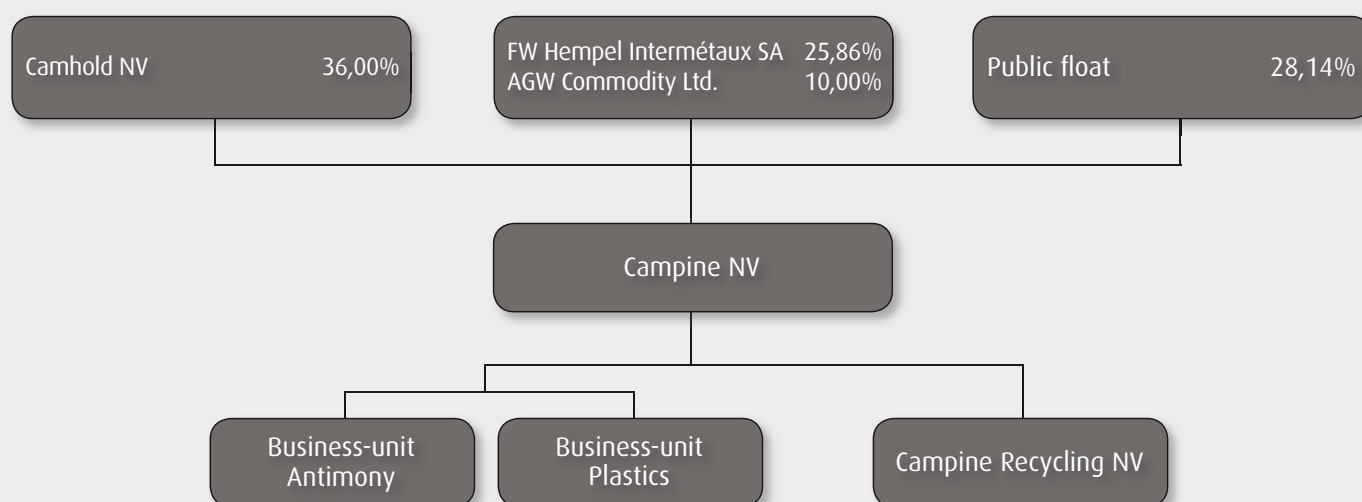 Camhold NV 36,00%
FW Hempel Intermétaux SA 25,86%
AGW Commodity Ltd. 10,00%
Public float 28,14%
Campine NV
Business-unit
Antimony
Business-unit
Plastics
Campine Recycling NV